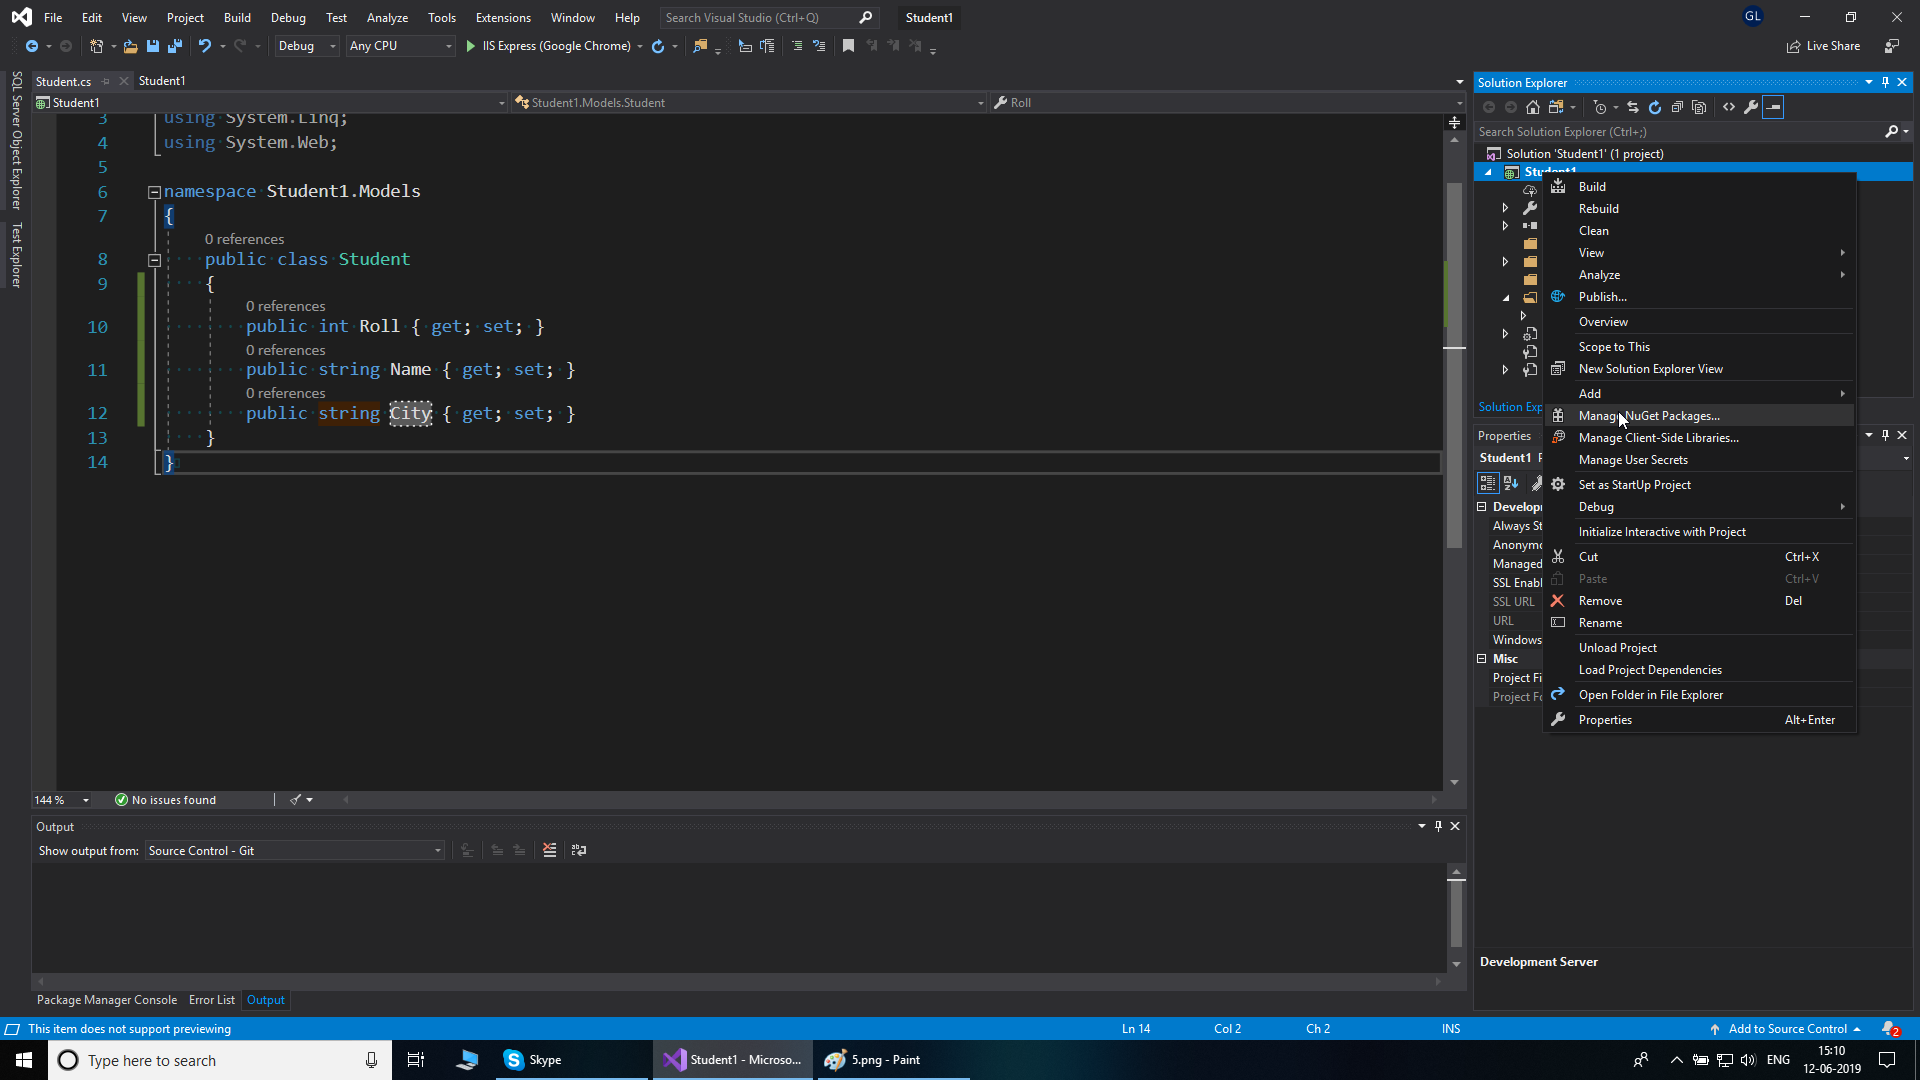 File Edit View Project Build Debug Test Analyze Tools Extensions Window Help Search Visual Studio (Ctrl+Q) Student1 GL
Debug Any CPU IIS Express (Google Chrome) Live Share
SQL Server Object Explorer
Test Explorer
Student.cs Student1
Student1 Student1.Models.Student Roll
3 using System.Linq;
4 using System.Web;
5
6 namespace Student1.Models
7 {
0 references
8 public class Student
9 {
0 references
10 public int Roll { get; set; }
0 references
11 public string Name { get; set; }
0 references
12 public string City { get; set; }
13 }
14 }
144 % No issues found
Output
Show output from: Source Control - Git
Package Manager Console Error List Output
Solution Explorer
Search Solution Explorer (Ctrl+;)
Solution 'Student1' (1 project)
Student1
Build
Rebuild
Clean
View
Analyze
Publish...
Overview
Scope to This
New Solution Explorer View
Add
Manage NuGet Packages...
Manage Client-Side Libraries...
Manage User Secrets
Set as StartUp Project
Debug
Initialize Interactive with Project
Cut Ctrl+X
Paste Ctrl+V
Remove Del
Rename
Unload Project
Load Project Dependencies
Open Folder in File Explorer
Properties Alt+Enter
Solution Exp
Properties
Student1 P
Develop
Always St
Anonymo
Managed
SSL Enabl
SSL URL
URL
Windows
Misc
Project Fi
Project Fo
Development Server
This item does not support previewing Ln 14 Col 2 Ch 2 INS Add to Source Control 2
Type here to search Skype Student1 - Microso... 5.png - Paint ENG 15:10
12-06-2019